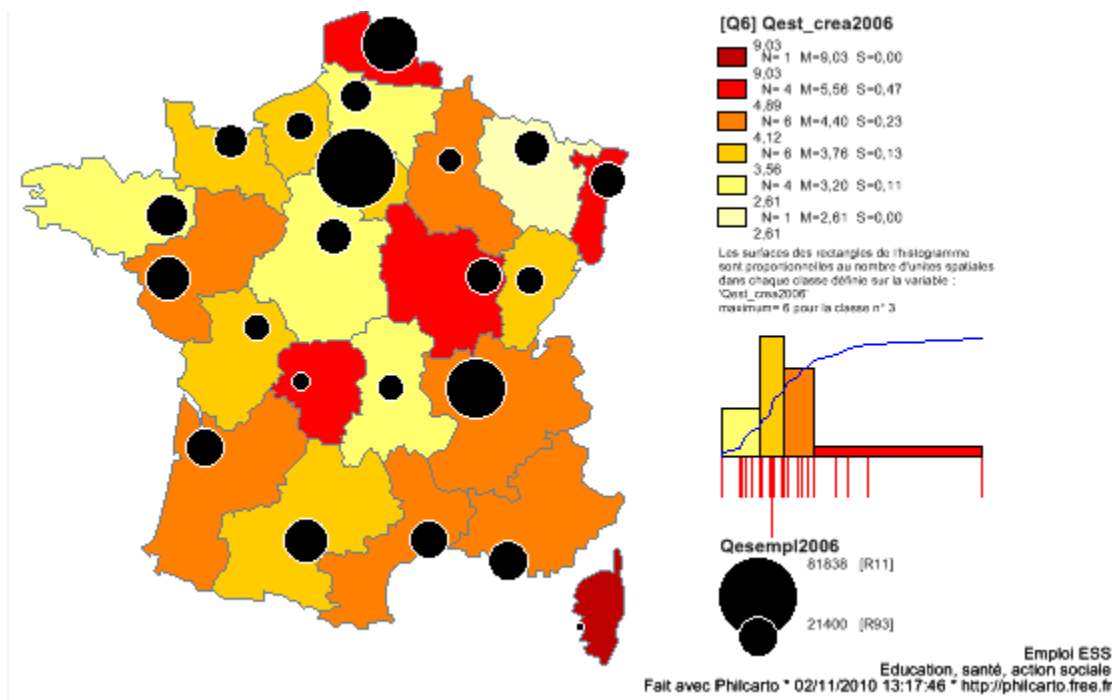 [Q6] Qest_crea2006
9,03
N= 1 M=9,03 S=0,00
9,03
N= 4 M=5,56 S=0,47
4,89
N= 6 M=4,40 S=0,23
4,12
N= 6 M=3,76 S=0,13
3,56
N= 4 M=3,20 S=0,11
2,61
N= 1 M=2,61 S=0,00
2,61
Les surfaces des rectangles de l'histogramme
sont proportionnelles au nombre d'unites spatiales
dans chaque classe définie sur la variable :
'Qest_crea2006'
maximum= 6 pour la classe n° 3
Qesempl2006
81838 [R11]
21400 [R93]
Emploi ESS
Education, santé, action sociale
Fait avec Philcarto * 02/11/2010 13:17:46 * http://philcarto.free.fr